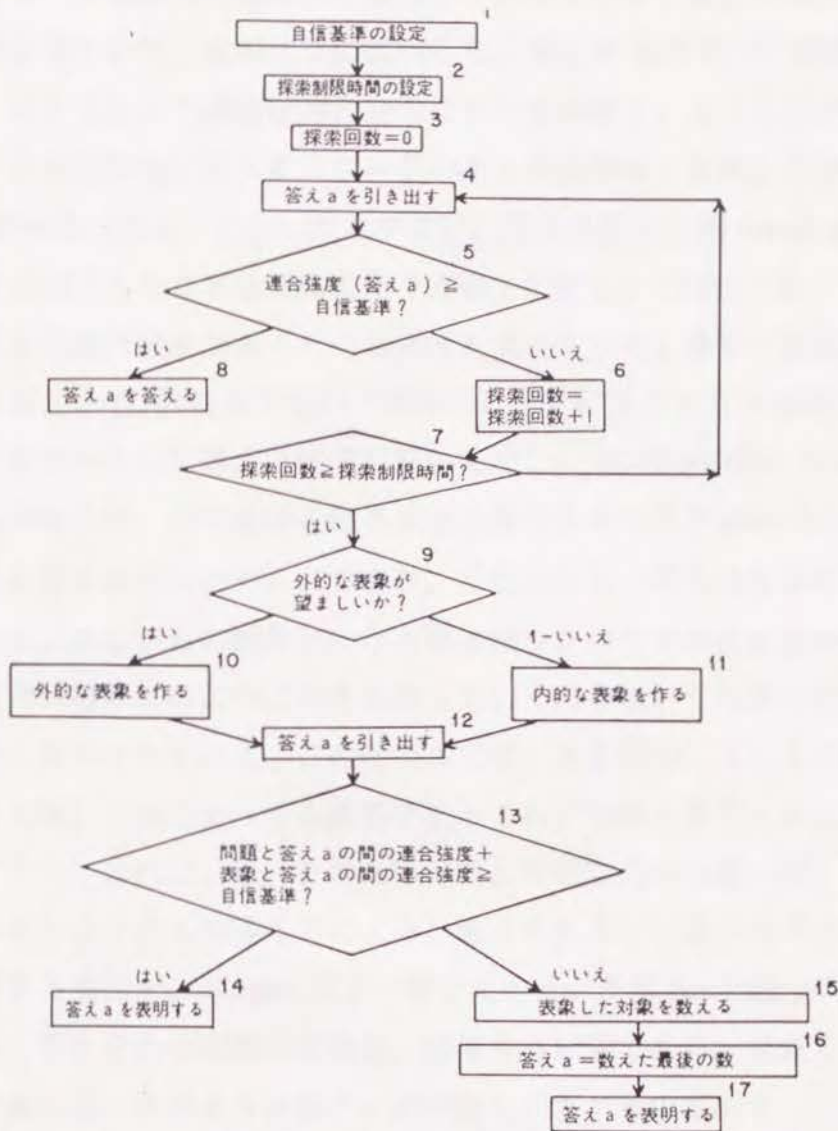 1
自信基準の設定
2
探索制限時間の設定
3
探索回数=0
4
答えaを引き出す
5
連合強度（答えa）≧
自信基準？
はい
いいえ
8
答えaを答える
6
探索回数=
探索回数+1
7
探索回数≧探索制限時間？
はい
9
外的な表象が
望ましいか？
はい
1-いいえ
10
外的な表象を作る
11
内的な表象を作る
12
答えaを引き出す
13
問題と答えaの間の連合強度+
表象と答えaの間の連合強度≧
自信基準？
はい
いいえ
14
答えaを表明する
15
表象した対象を数える
16
答えa=数えた最後の数
17
答えaを表明する